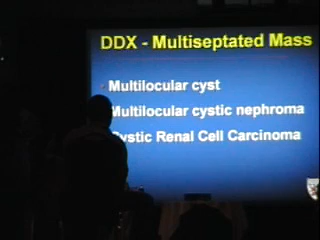 DDX - Multiseptated Mass
Multilocular cyst
Multilocular cystic nephroma
Cystic Renal Cell Carcinoma